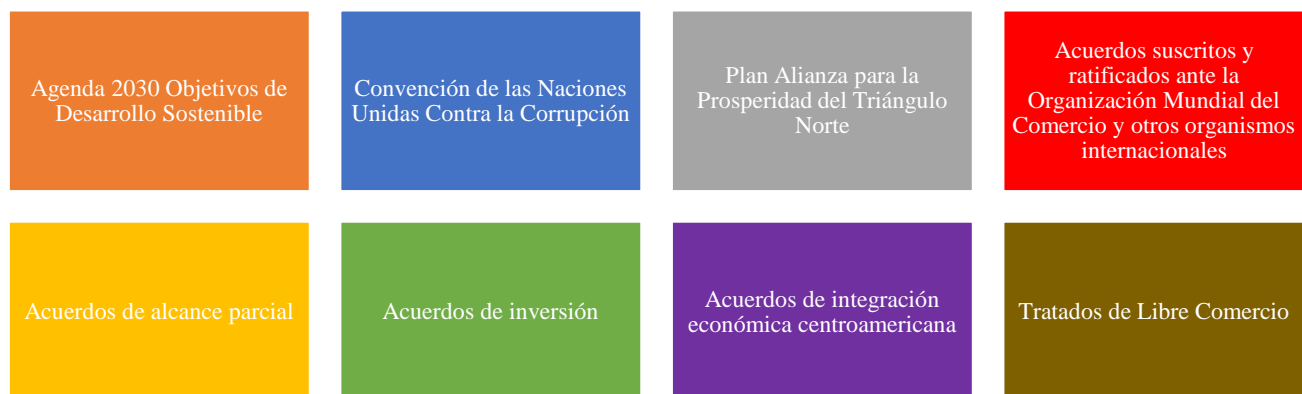 Agenda 2030 Objetivos de
Desarrollo Sostenible
Convención de las Naciones
Unidas Contra la Corrupción
Plan Alianza para la
Prosperidad del Triángulo
Norte
Acuerdos suscritos y
ratificados ante la
Organización Mundial del
Comercio y otros organismos
internacionales
Acuerdos de alcance parcial
Acuerdos de inversión
Acuerdos de integración
económica centroamericana
Tratados de Libre Comercio